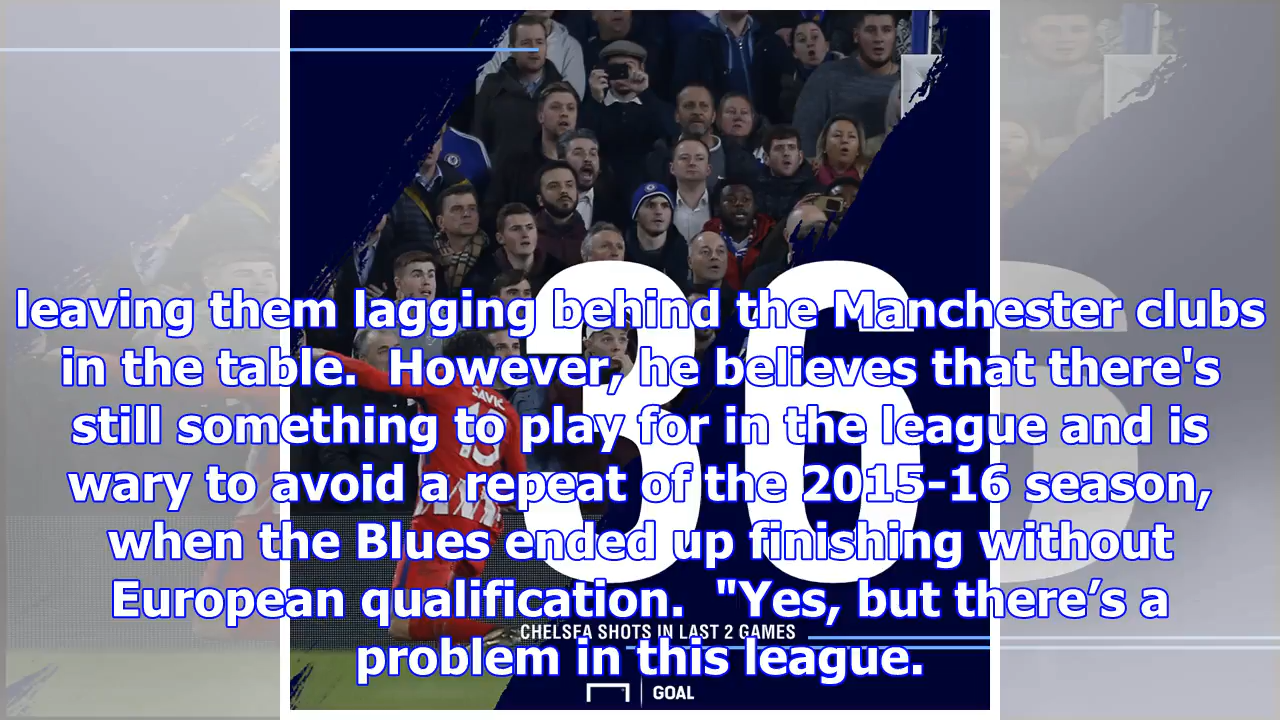 leaving them lagging behind the Manchester clubs
in the table.  However, he believes that there's
still something to play for in the league and is
wary to avoid a repeat of the 2015-16 season,
when the Blues ended up finishing without
European qualification.  "Yes, but there’s a
problem in this league.
36
SAVIĆ
15
CHELSEA SHOTS IN LAST 2 GAMES
GOAL